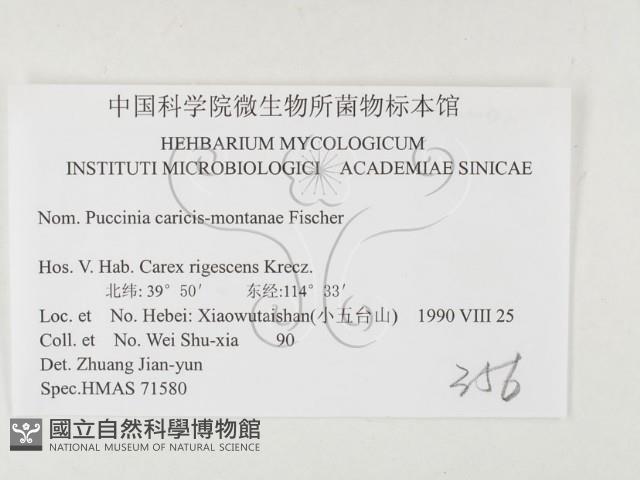 中国科学院微生物所菌物标本馆
HEHBARIUM MYCOLOGICUM
INSTITUTI MICROBIOLOGICI ACADEMIAE SINICAE
Nom. Puccinia caricis-montanae Fischer
Hos. V. Hab. Carex rigescens Krecz.
北纬: 39° 50′ 东经:114° 33′
Loc. et No. Hebei: Xiaowutaishan(小五台山) 1990 VIII 25
Coll. et No. Wei Shu-xia 90
Det. Zhuang Jian-yun
Spec.HMAS 71580
356
國立自然科學博物館
NATIONAL MUSEUM OF NATURAL SCIENCE